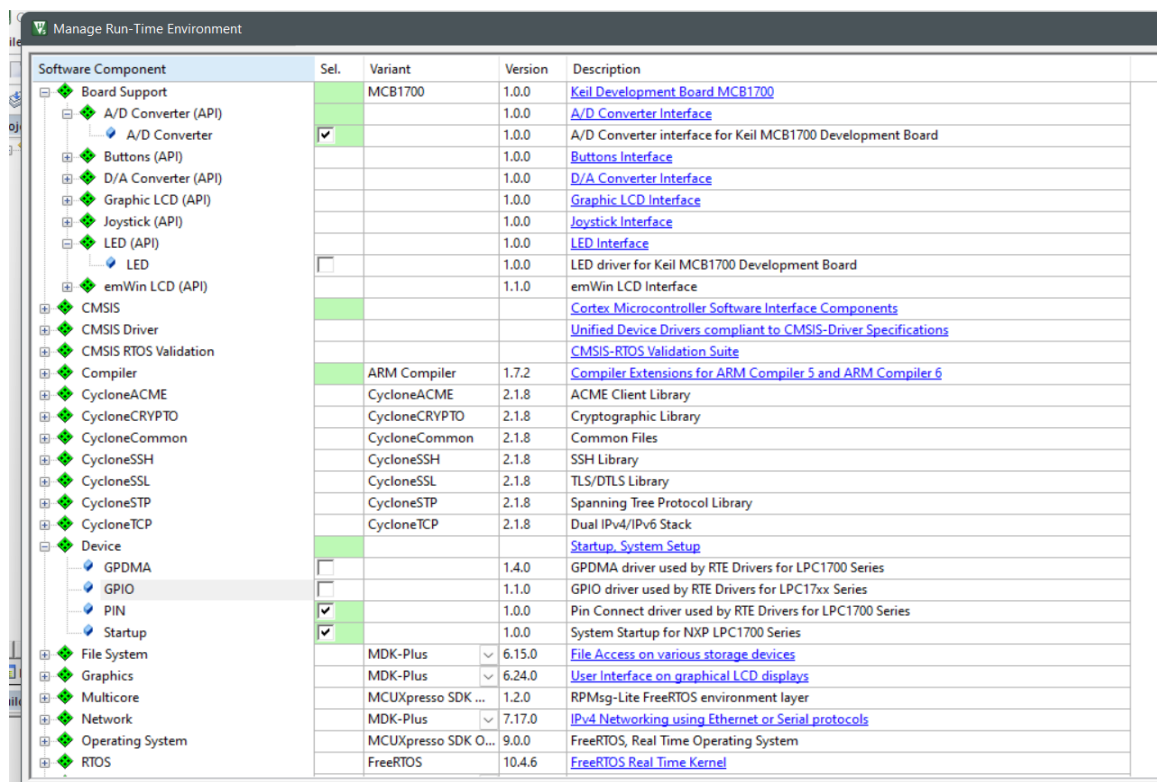 Manage Run-Time Environment
Software Component Sel. Variant Version Description
Board Support MCB1700 1.0.0 Keil Development Board MCB1700
A/D Converter (API) 1.0.0 A/D Converter Interface
A/D Converter 1.0.0 A/D Converter interface for Keil MCB1700 Development Board
Buttons (API) 1.0.0 Buttons Interface
D/A Converter (API) 1.0.0 D/A Converter Interface
Graphic LCD (API) 1.0.0 Graphic LCD Interface
Joystick (API) 1.0.0 Joystick Interface
LED (API) 1.0.0 LED Interface
LED 1.0.0 LED driver for Keil MCB1700 Development Board
emWin LCD (API) 1.1.0 emWin LCD Interface
CMSIS Cortex Microcontroller Software Interface Components
CMSIS Driver Unified Device Drivers compliant to CMSIS-Driver Specifications
CMSIS RTOS Validation CMSIS-RTOS Validation Suite
Compiler ARM Compiler 1.7.2 Compiler Extensions for ARM Compiler 5 and ARM Compiler 6
CycloneACME CycloneACME 2.1.8 ACME Client Library
CycloneCRYPTO CycloneCRYPTO 2.1.8 Cryptographic Library
CycloneCommon CycloneCommon 2.1.8 Common Files
CycloneSSH CycloneSSH 2.1.8 SSH Library
CycloneSSL CycloneSSL 2.1.8 TLS/DTLS Library
CycloneSTP CycloneSTP 2.1.8 Spanning Tree Protocol Library
CycloneTCP CycloneTCP 2.1.8 Dual IPv4/IPv6 Stack
Device Startup, System Setup
GPDMA 1.4.0 GPDMA driver used by RTE Drivers for LPC1700 Series
GPIO 1.1.0 GPIO driver used by RTE Drivers for LPC17xx Series
PIN 1.0.0 Pin Connect driver used by RTE Drivers for LPC1700 Series
Startup 1.0.0 System Startup for NXP LPC1700 Series
File System MDK-Plus 6.15.0 File Access on various storage devices
Graphics MDK-Plus 6.24.0 User Interface on graphical LCD displays
Multicore MCUXpresso SDK ... 1.2.0 RPMsg-Lite FreeRTOS environment layer
Network MDK-Plus 7.17.0 IPv4 Networking using Ethernet or Serial protocols
Operating System MCUXpresso SDK O... 9.0.0 FreeRTOS, Real Time Operating System
RTOS FreeRTOS 10.4.6 FreeRTOS Real Time Kernel